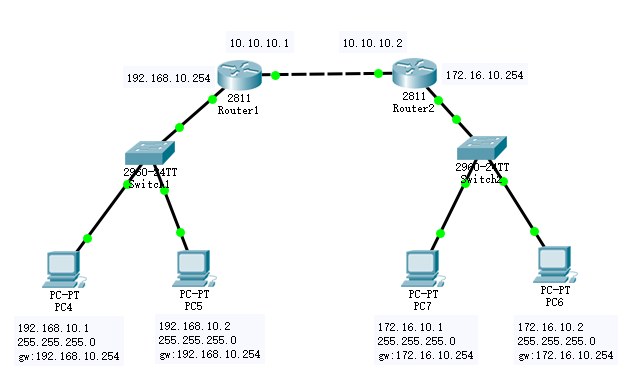 10.10.10.1
10.10.10.2
192.168.10.254
172.16.10.254
2811
Router1
2811
Router2
2950-24TT
Switch1
2960-24TT
Switch2
PC-PT
PC4
PC-PT
PC5
PC-PT
PC7
PC-PT
PC6
192.168.10.1
255.255.255.0
gw:192.168.10.254
192.168.10.2
255.255.255.0
gw:192.168.10.254
172.16.10.1
255.255.255.0
gw:172.16.10.254
172.16.10.2
255.255.255.0
gw:172.16.10.254